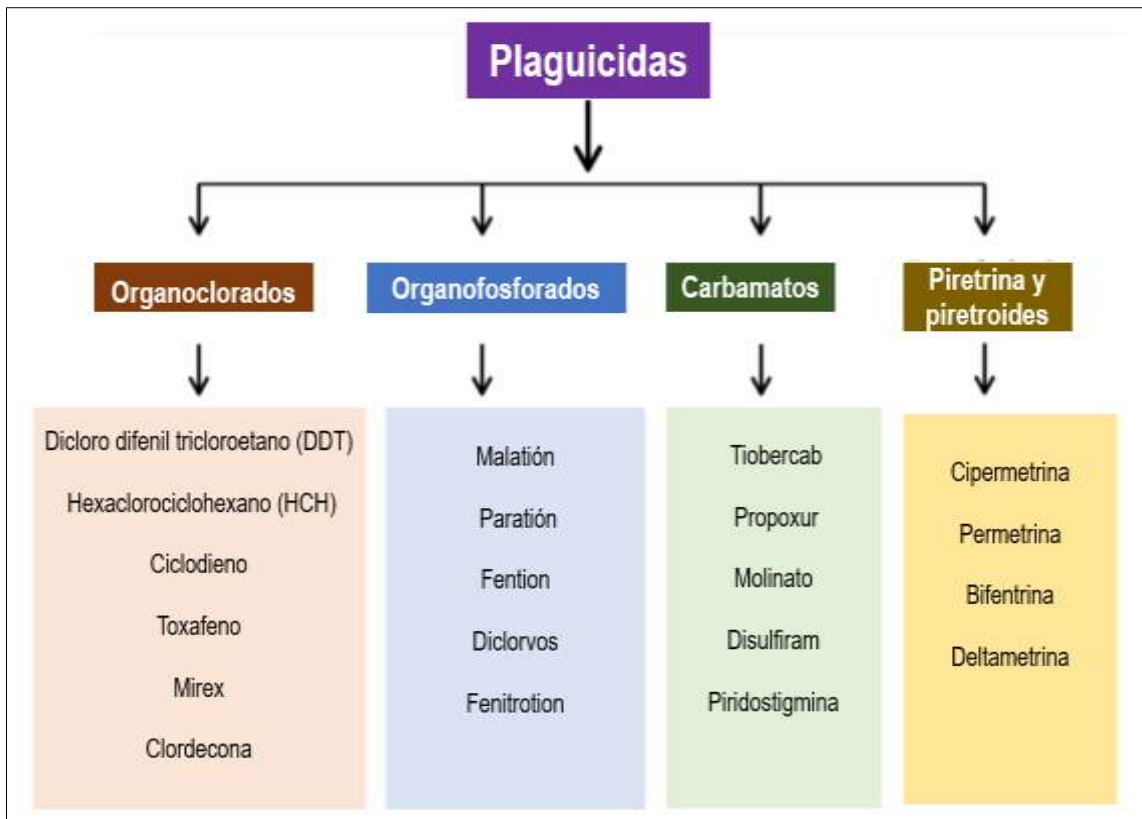 Plaguicidas
Organoclorados
Organofosforados
Carbamatos
Piretrina y
piretroides
Dicloro difenil tricloroetano (DDT)
Hexaclorociclohexano (HCH)
Ciclodieno
Toxafeno
Mirex
Clordecona
Malatión
Paratión
Fention
Diclorvos
Fenitrotion
Tiobercab
Propoxur
Molinato
Disulfiram
Piridostigmina
Cipermetrina
Permetrina
Bifentrina
Deltametrina